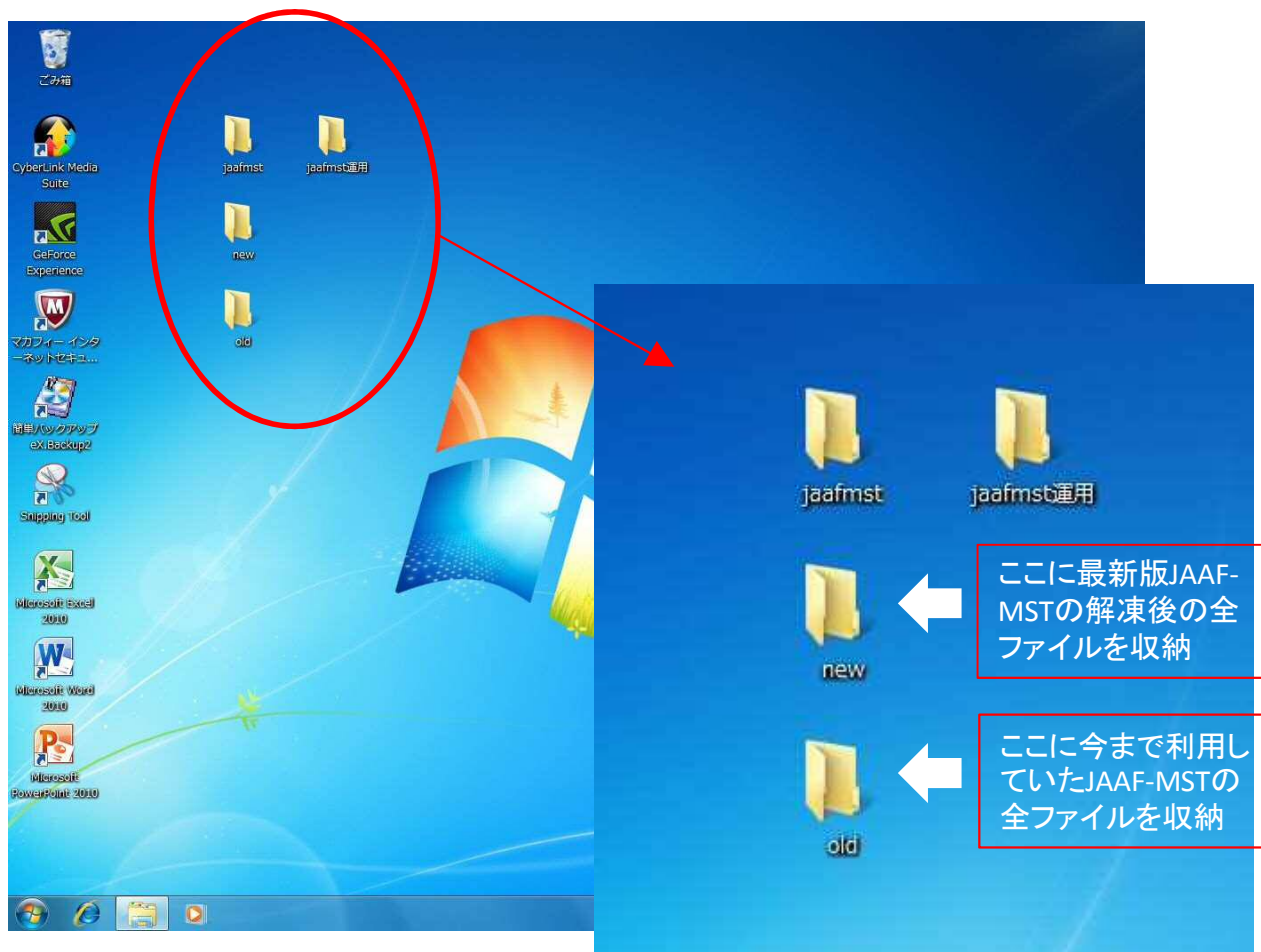 ごみ箱
CyberLink Media
Suite
GeForce
Experience
マカフィー インタ
ーネットセキュ...
簡単バックアップ
eX.Backup2
Snipping Tool
Microsoft Excel
2010
Microsoft Word
2010
Microsoft
PowerPoint 2010
jaafmst
jaafmst運用
new
old
jaafmst
jaafmst運用
new
ここに最新版JAAF-
MSTの解凍後の全
ファイルを収納
old
ここに今まで利用し
ていたJAAF-MSTの
全ファイルを収納